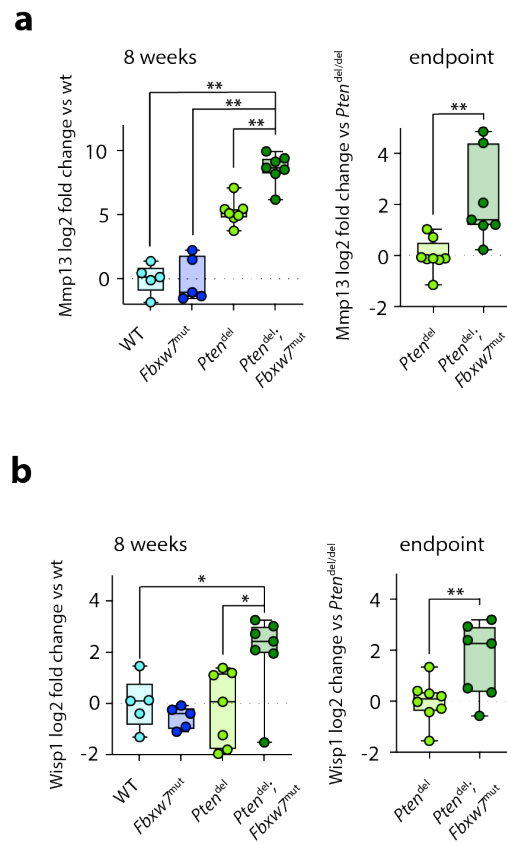 a
8 weeks
endpoint
Mmp13 log2 fold change vs wt
10
5
0
**
**
**
WT
Fbxw7mut
Ptendel
Ptendel;
Fbxw7mut
Mmp13 log2 fold change vs Ptendel/del
4
2
0
-2
**
Ptendel
Ptendel;
Fbxw7mut
b
8 weeks
endpoint
Wisp1 log2 fold change vs wt
4
2
0
-2
*
*
WT
Fbxw7mut
Ptendel
Ptendel;
Fbxw7mut
Wisp1 log2 change vs Ptendel/del
4
2
0
-2
**
Ptendel
Ptendel;
Fbxw7mut